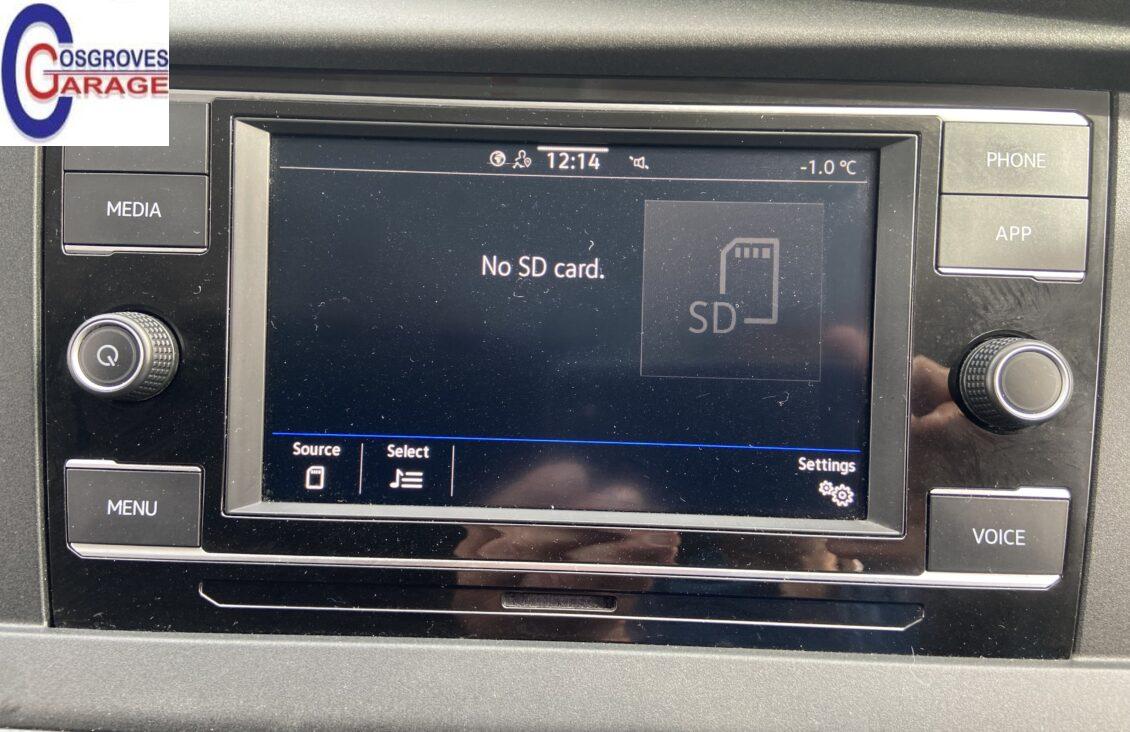 COSGROVES
GARAGE
12:14
-1.0 °C
PHONE
MEDIA
APP
No SD card.
SD
Source
Select
Settings
MENU
VOICE